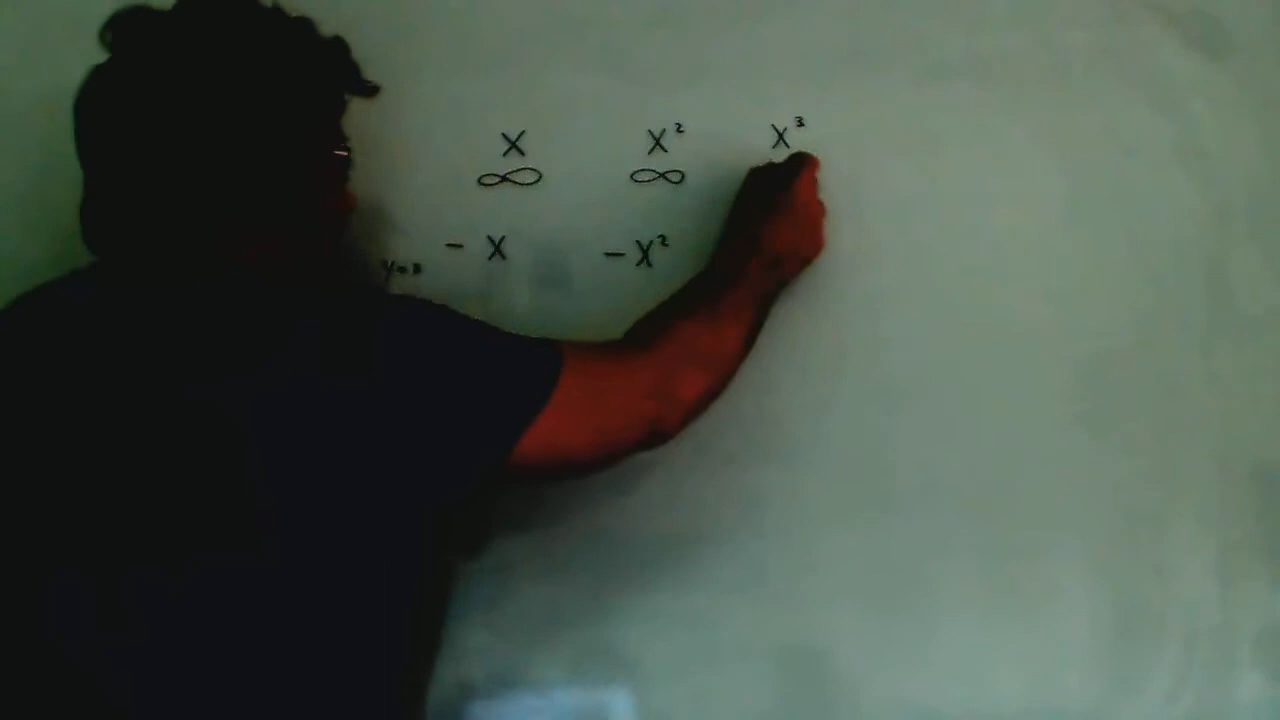 x x² x³
∞ ∞
- x - x²